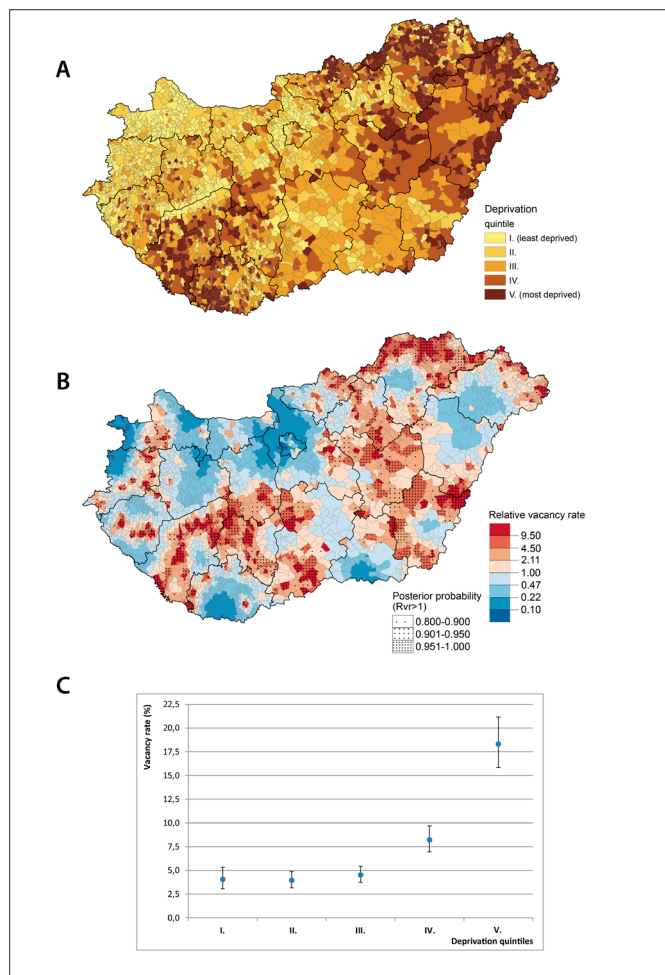 A
Deprivation
quintile
I. (least deprived)
II.
III.
IV.
V. (most deprived)
B
Relative vacancy rate
9.50
4.50
2.11
1.00
0.47
0.22
0.10
Posterior probability
(Rvr>1)
0.800-0.900
0.901-0.950
0.951-1.000
C
Vacancy rate (%)
22,5
20,0
17,5
15,0
12,5
10,0
7,5
5,0
2,5
0,0
I. II. III. IV. V.
Deprivation quintiles